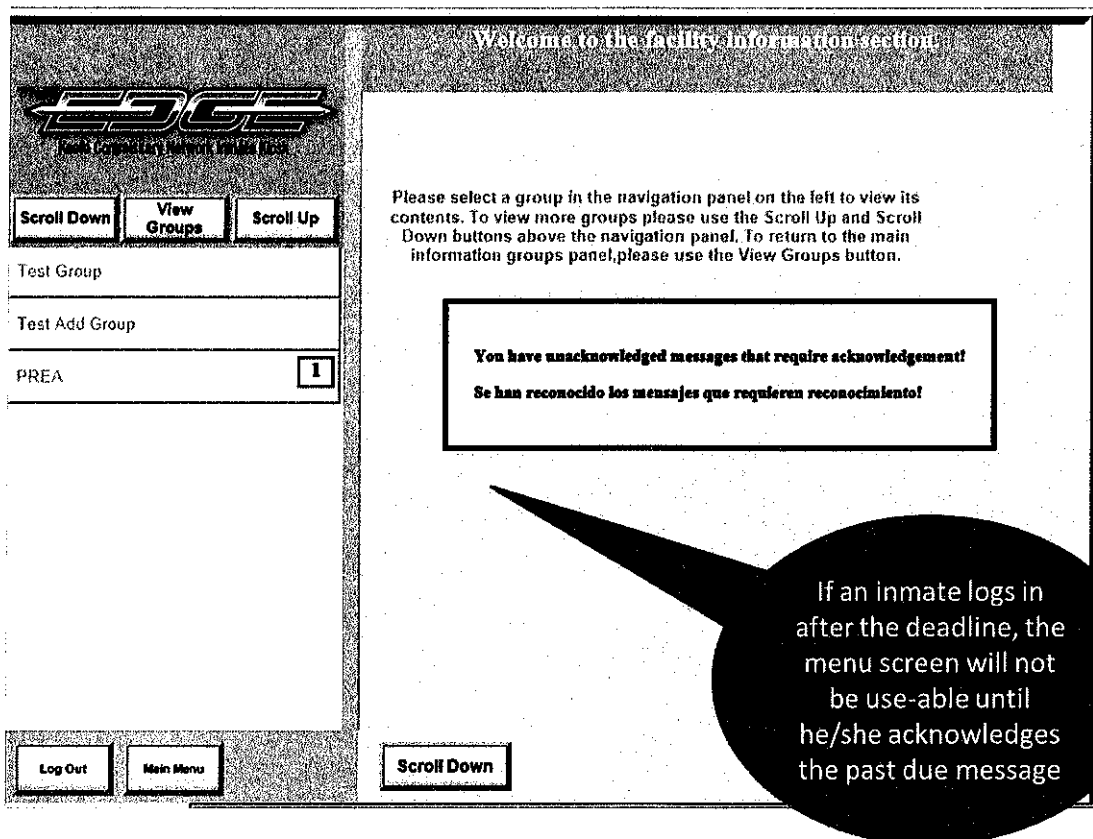 Welcome to the facility information section.
EDGE
Scroll Down
View
Groups
Scroll Up
Test Group
Test Add Group
PREA
1
Please select a group in the navigation panel on the left to view its
contents. To view more groups please use the Scroll Up and Scroll
Down buttons above the navigation panel. To return to the main
information groups panel,please use the View Groups button.
You have unacknowledged messages that require acknowledgement!
Se han reconocido los mensajes que requieren reconocimiento!
If an inmate logs in
after the deadline, the
menu screen will not
be use-able until
he/she acknowledges
the past due message
Log Out
Main Menu
Scroll Down